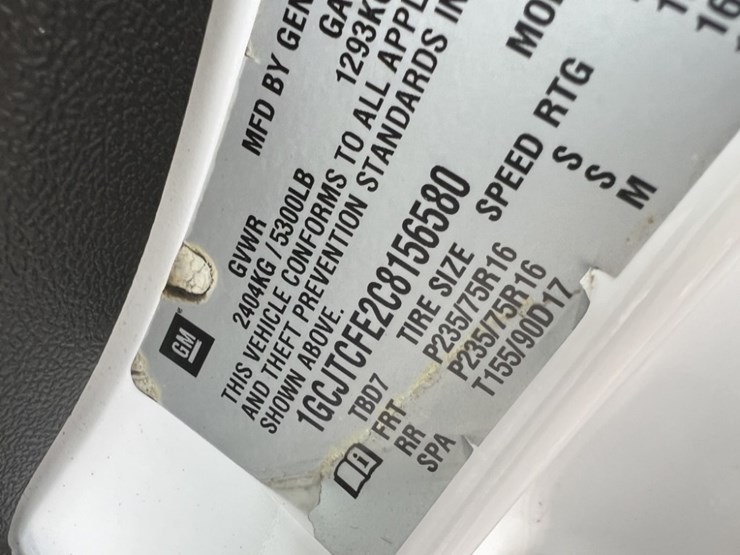 MFD BY GEN
GVWR
2404KG / 5300LB
1293K
THIS VEHICLE CONFORMS TO ALL APPL
AND THEFT PREVENTION STANDARDS IN
SHOWN ABOVE.
GM
1GCJTCFE2C8156580
TBD7 TIRE SIZE SPEED RTG
FRT P235/75R16 S
RR P235/75R16 S
SPA T155/90D17 M